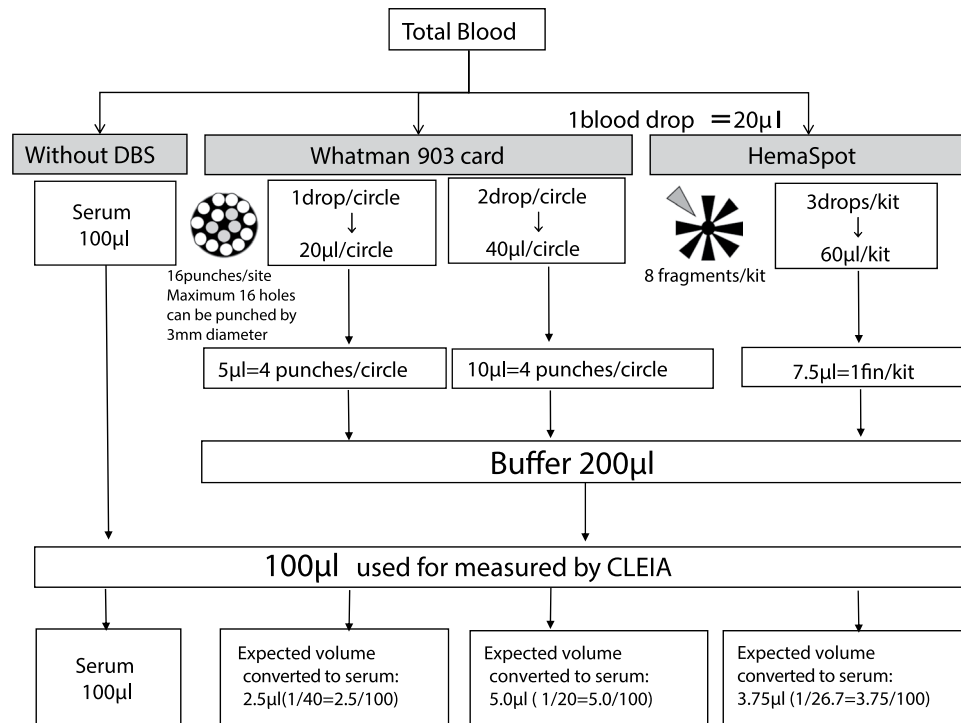 Total Blood
1blood drop =20µl
Without DBS
Whatman 903 card
HemaSpot
Serum
100µl
16punches/site
Maximum 16 holes
can be punched by
3mm diameter
1drop/circle
↓
20µl/circle
2drop/circle
↓
40µl/circle
8 fragments/kit
3drops/kit
↓
60µl/kit
5µl=4 punches/circle
10µl=4 punches/circle
7.5µl=1fin/kit
Buffer 200µl
100µl used for measured by CLEIA
Serum
100µl
Expected volume
converted to serum:
2.5µl(1/40=2.5/100)
Expected volume
converted to serum:
5.0µl ( 1/20=5.0/100)
Expected volume
converted to serum:
3.75µl (1/26.7=3.75/100)